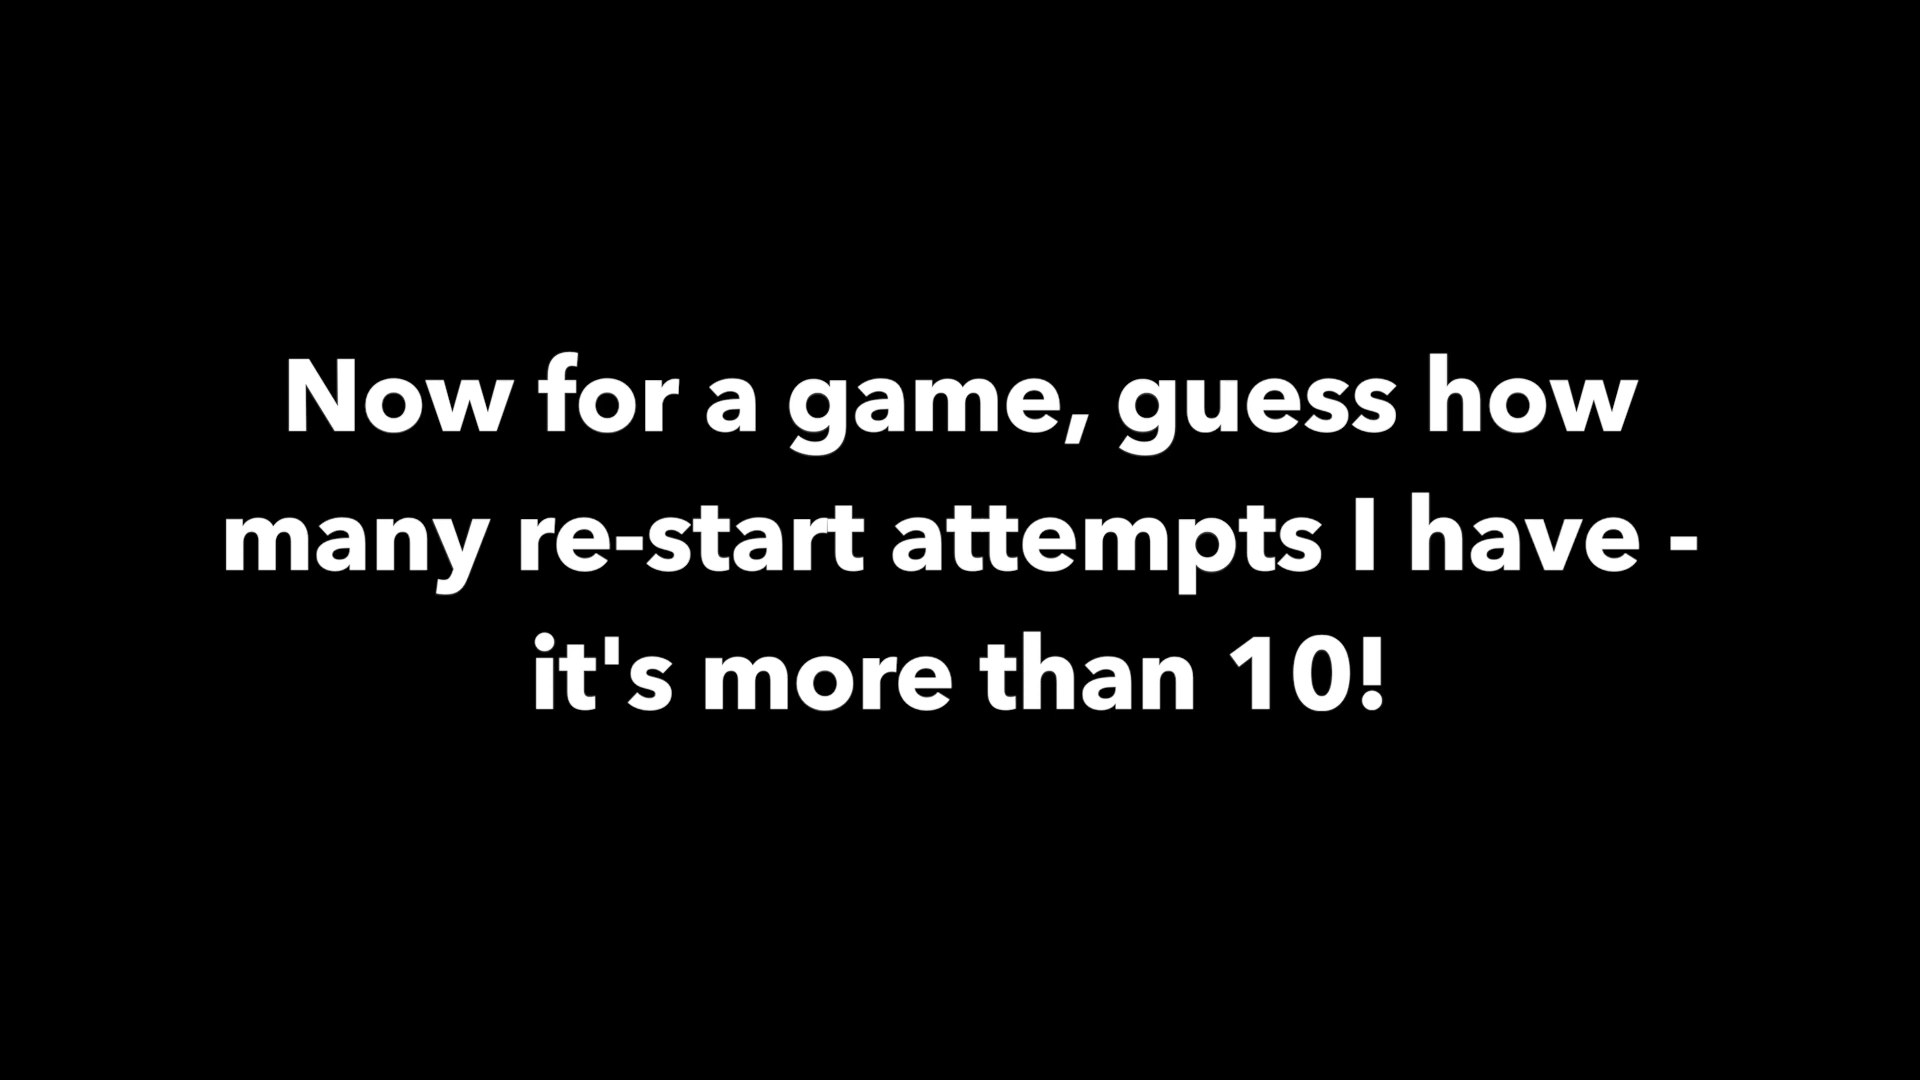 Now for a game, guess how
many re-start attempts I have -
it's more than 10!